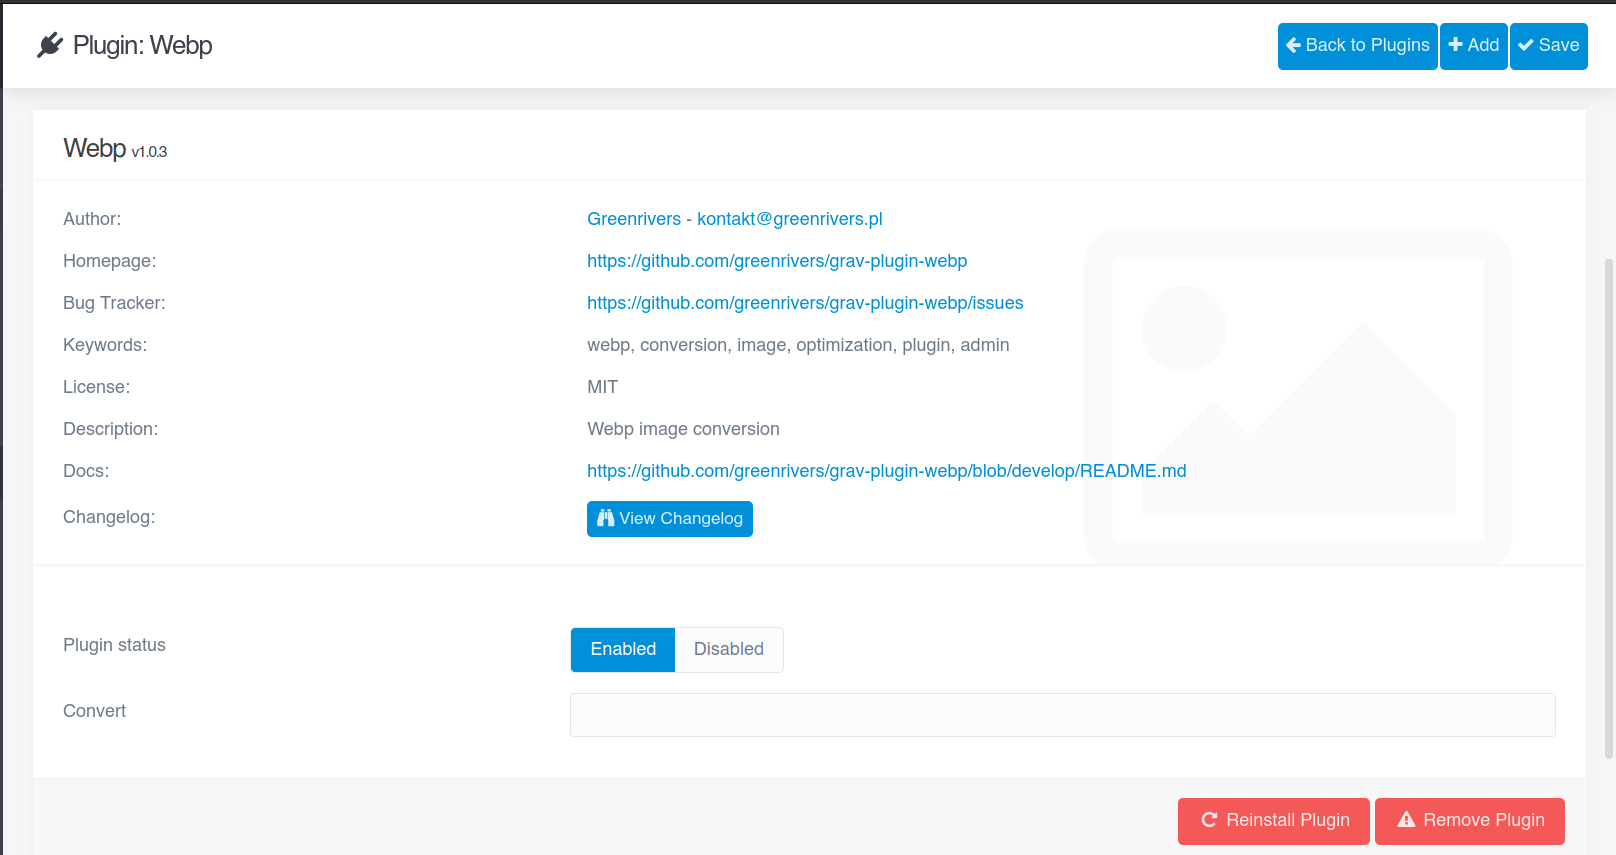 Plugin: Webp
Back to Plugins Add Save
Webp v1.0.3
Author: Greenrivers - kontakt@greenrivers.pl
Homepage: https://github.com/greenrivers/grav-plugin-webp
Bug Tracker: https://github.com/greenrivers/grav-plugin-webp/issues
Keywords: webp, conversion, image, optimization, plugin, admin
License: MIT
Description: Webp image conversion
Docs: https://github.com/greenrivers/grav-plugin-webp/blob/develop/README.md
Changelog: View Changelog
Plugin status Enabled Disabled
Convert
Reinstall Plugin Remove Plugin